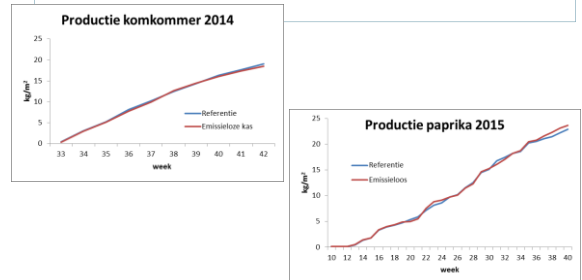 Productie komkommer 2014
25
20
15
10
5
0
kg/m²
Referentie
Emissieloze kas
33 34 35 36 37 38 39 40 41 42
week
Productie paprika 2015
25
20
15
10
5
0
kg/m²
Referentie
Emissieloos
10 12 14 16 18 20 22 24 26 28 30 32 34 36 38 40
week